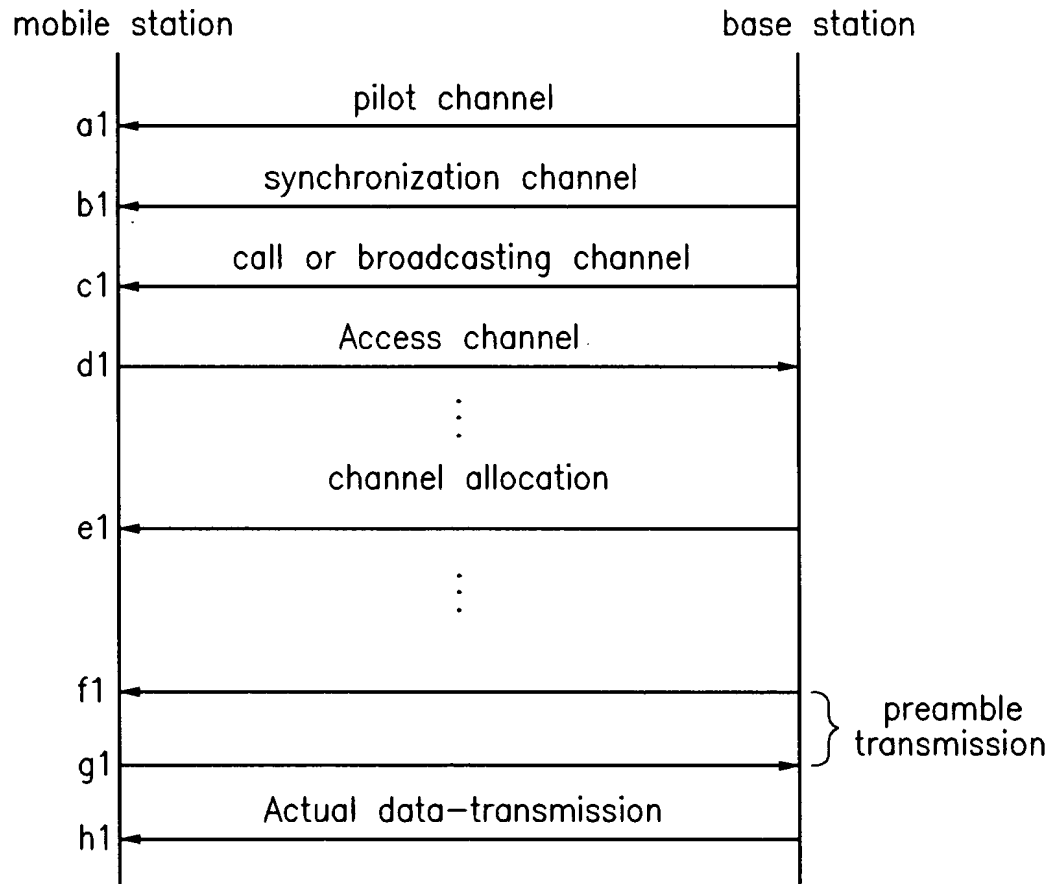 mobile station
base station
pilot channel
a1
synchronization channel
b1
call or broadcasting channel
c1
Access channel
d1
channel allocation
e1
f1
preamble
transmission
g1
Actual data-transmission
h1